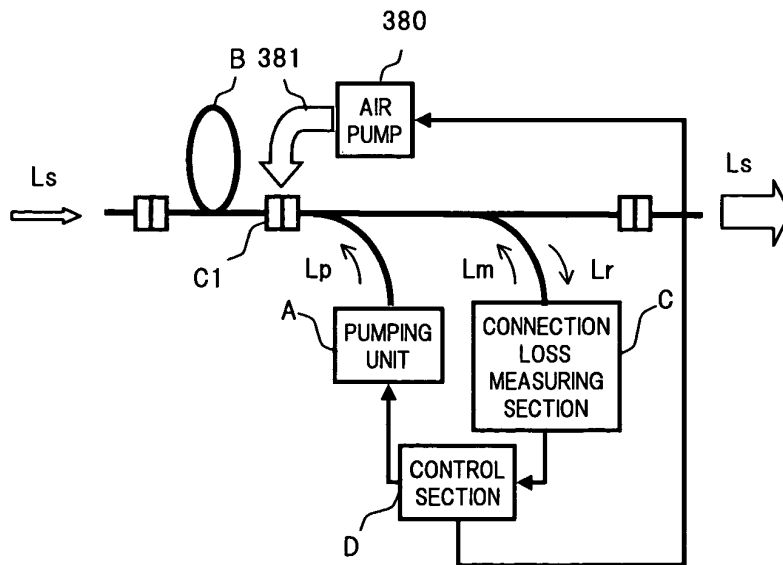 380
B 381
AIR
PUMP
Ls
Ls
C1
Lp
Lm
Lr
A
C
PUMPING
UNIT
CONNECTION
LOSS
MEASURING
SECTION
CONTROL
SECTION
D